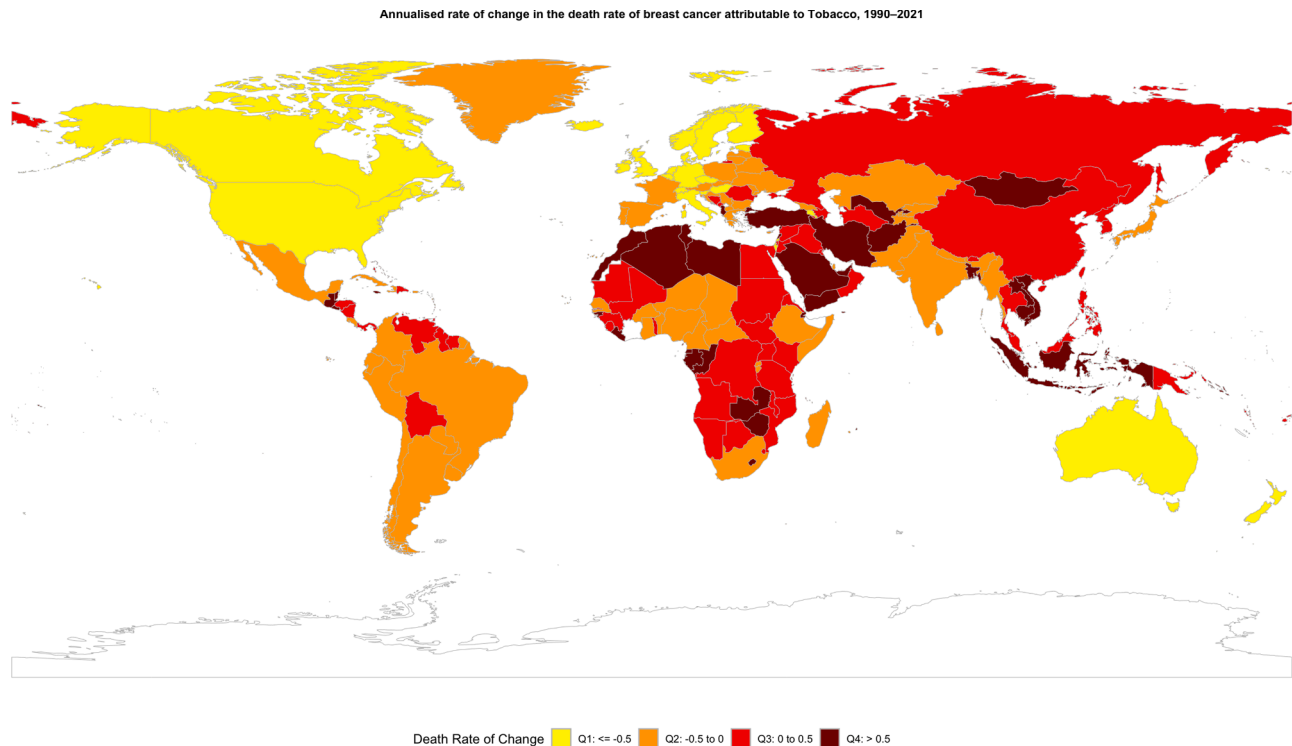 Annualised rate of change in the death rate of breast cancer attributable to Tobacco, 1990–2021
Death Rate of Change Q1: <= -0.5 Q2: -0.5 to 0 Q3: 0 to 0.5 Q4: > 0.5